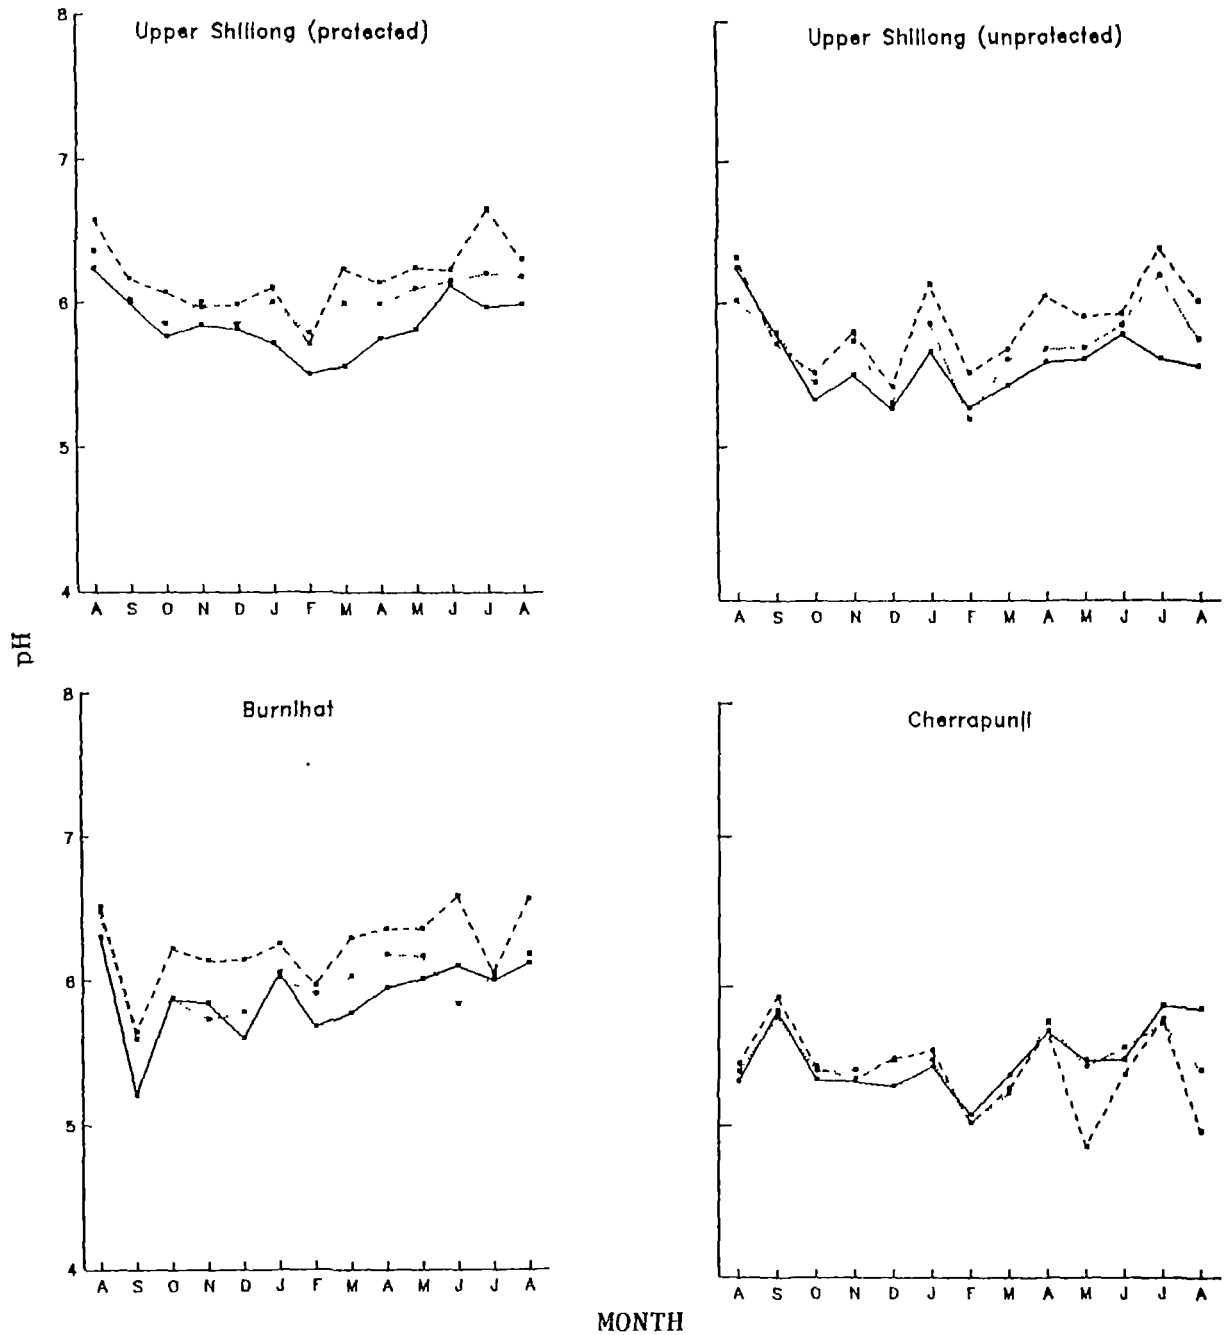 Upper Shillong (protected)
8
7
6
5
4
A S O N D J F M A M J J A
Upper Shillong (unprotected)
A S O N D J F M A M J J A
pH
Burnihat
8
7
6
5
4
A S O N D J F M A M J J A
Cherrapunji
A S O N D J F M A M J J A
MONTH